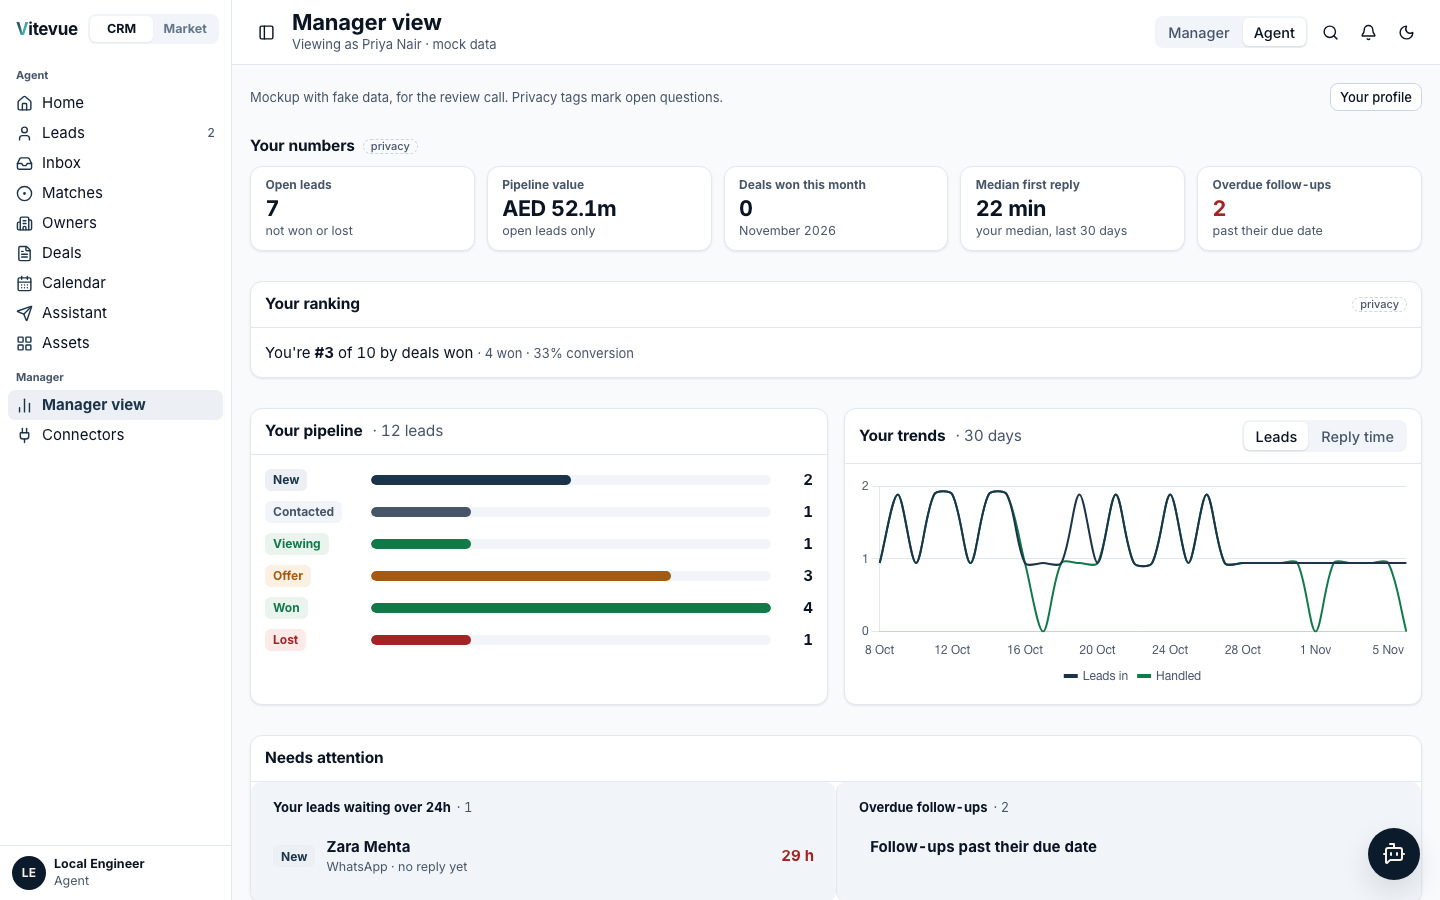 Vitevue
CRM
Market
Agent
Home
Leads 2
Inbox
Matches
Owners
Deals
Calendar
Assistant
Assets
Manager
Manager view
Connectors
LE
Local Engineer
Agent
Manager view
Viewing as Priya Nair · mock data
Manager
Agent
Mockup with fake data, for the review call. Privacy tags mark open questions.
Your profile
Your numbers privacy
Open leads
7
not won or lost
Pipeline value
AED 52.1m
open leads only
Deals won this month
0
November 2026
Median first reply
22 min
your median, last 30 days
Overdue follow-ups
2
past their due date
Your ranking
privacy
You're #3 of 10 by deals won · 4 won · 33% conversion
Your pipeline · 12 leads
New 2
Contacted 1
Viewing 1
Offer 3
Won 4
Lost 1
Your trends · 30 days
Leads
Reply time
2
1
0
8 Oct 12 Oct 16 Oct 20 Oct 24 Oct 28 Oct 1 Nov 5 Nov
Leads in Handled
Needs attention
Your leads waiting over 24h · 1
New
Zara Mehta
WhatsApp · no reply yet
29 h
Overdue follow-ups · 2
Follow-ups past their due date